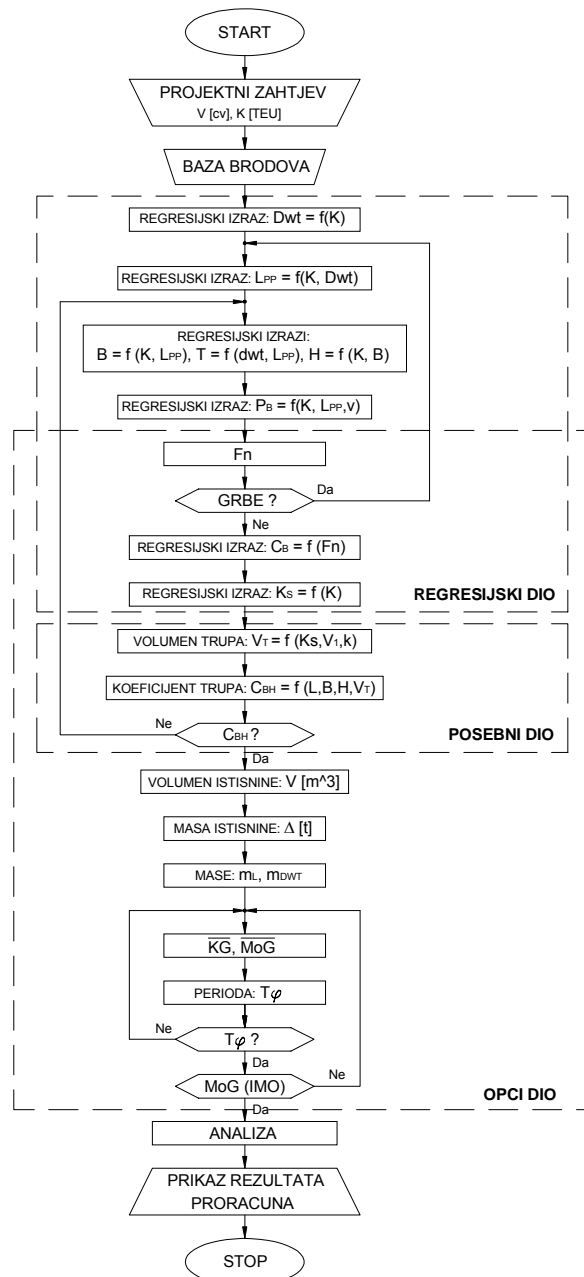 START
PROJEKTNI ZAHTJEV
V [cv], K [TEU]
BAZA BRODOVA
REGRESIJSKI IZRAZ: Dwt = f(K)
REGRESIJSKI IZRAZ: LPP = f(K, Dwt)
REGRESIJSKI IZRAZI:
B = f (K, LPP), T = f (dwt, LPP), H = f (K, B)
REGRESIJSKI IZRAZ: PB = f(K, LPP,v)
Fn
GRBE ?
Da
Ne
REGRESIJSKI IZRAZ: CB = f (Fn)
REGRESIJSKI IZRAZ: KS = f (K)
REGRESIJSKI DIO
VOLUMEN TRUPA: VT = f (Ks,V1,k)
KOEFICIJENT TRUPA: CBH = f (L,B,H,VT)
Ne
CBH ?
POSEBNI DIO
Da
VOLUMEN ISTISNINE: V [m^3]
MASA ISTISNINE: Δ [t]
MASE: mL, mDWT
K̅G̅, M̅o̅G̅
PERIODA: Tφ
Ne
Tφ ?
Da
Ne
MoG (IMO)
OPCI DIO
Da
ANALIZA
PRIKAZ REZULTATA
PRORACUNA
STOP